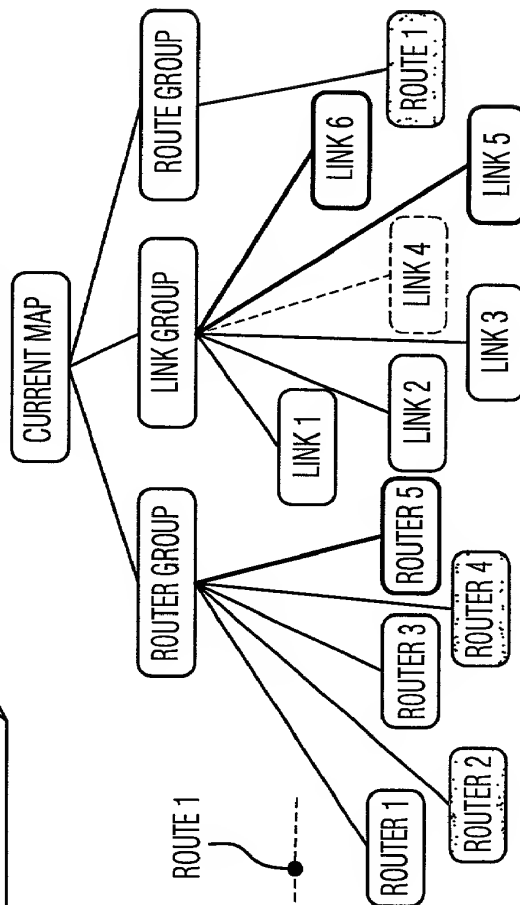 CURRENT MAP
ROUTER GROUP
LINK GROUP
ROUTE GROUP
ROUTE 1
ROUTER 1
ROUTER 2
ROUTER 3
ROUTER 4
ROUTER 5
LINK 1
LINK 2
LINK 3
LINK 4
LINK 5
LINK 6
ROUTE 1